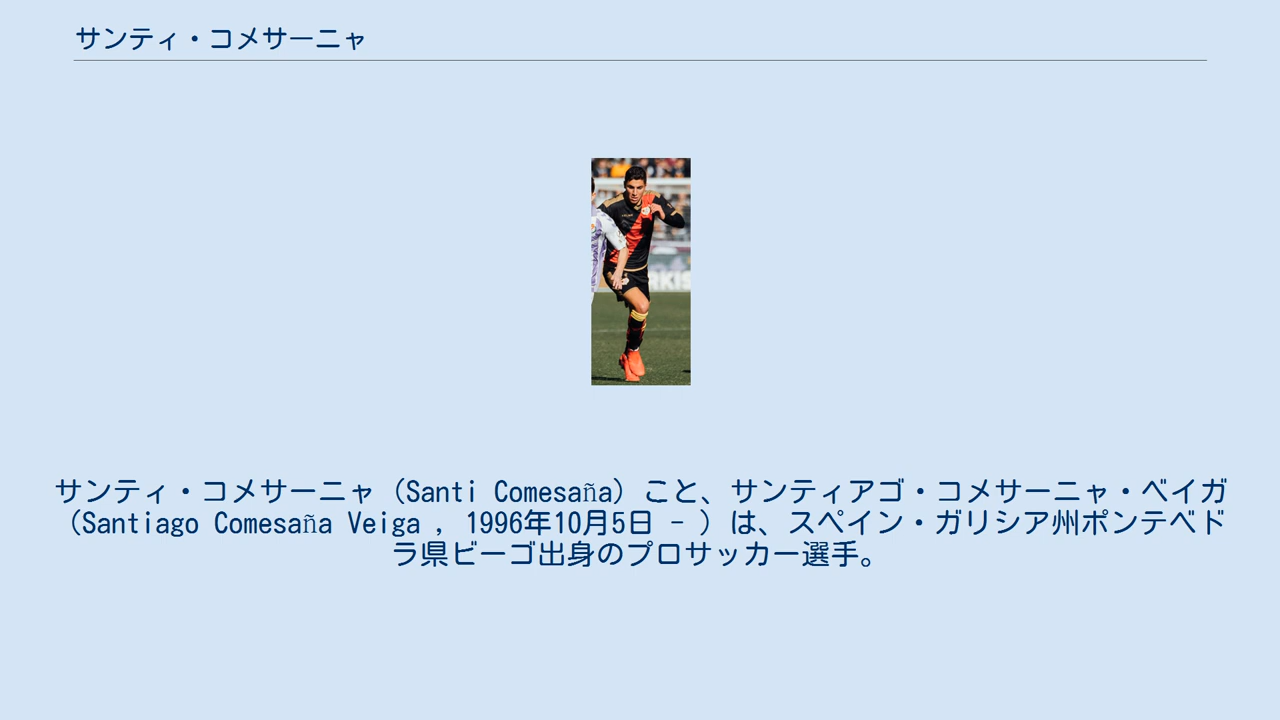 サンティ・コメサーニャ
サンティ・コメサーニャ（Santi Comesaña）こと、サンティアゴ・コメサーニャ・ベイガ
（Santiago Comesaña Veiga , 1996年10月5日 - ）は、スペイン・ガリシア州ポンテベド
ラ県ビーゴ出身のプロサッカー選手。